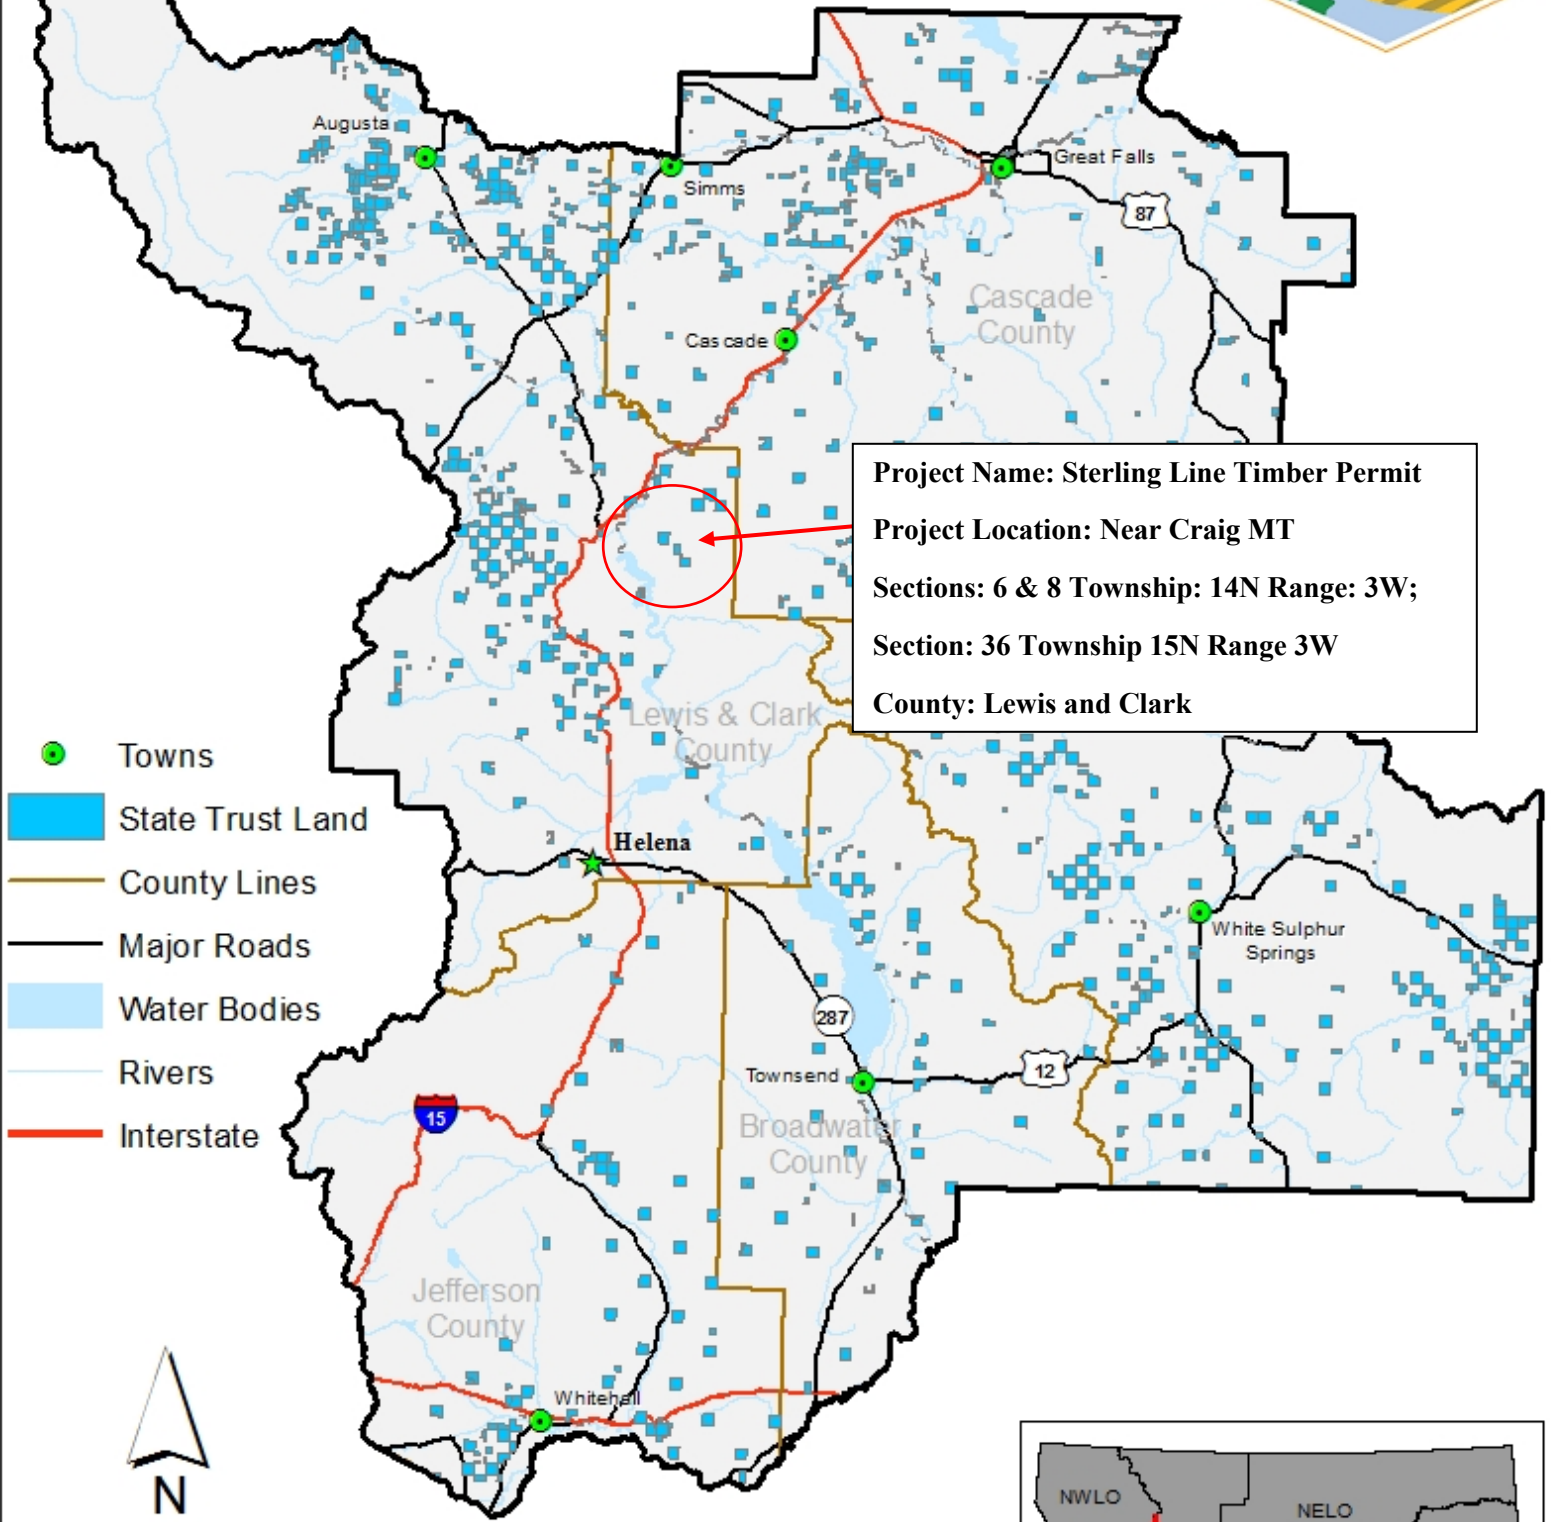 Augusta
Simms
Great Falls
87
Cascade
County
Cascade
Project Name: Sterling Line Timber Permit
Project Location: Near Craig MT
Sections: 6 & 8 Township: 14N Range: 3W;
Section: 36 Township 15N Range 3W
County: Lewis and Clark
Lewis & Clark
County
Towns
State Trust Land
County Lines
Major Roads
Water Bodies
Rivers
Interstate
Helena
White Sulphur
Springs
287
12
Townsend
15
Broadwater
County
Jefferson
County
Whitehall
N
NWLO
NELO